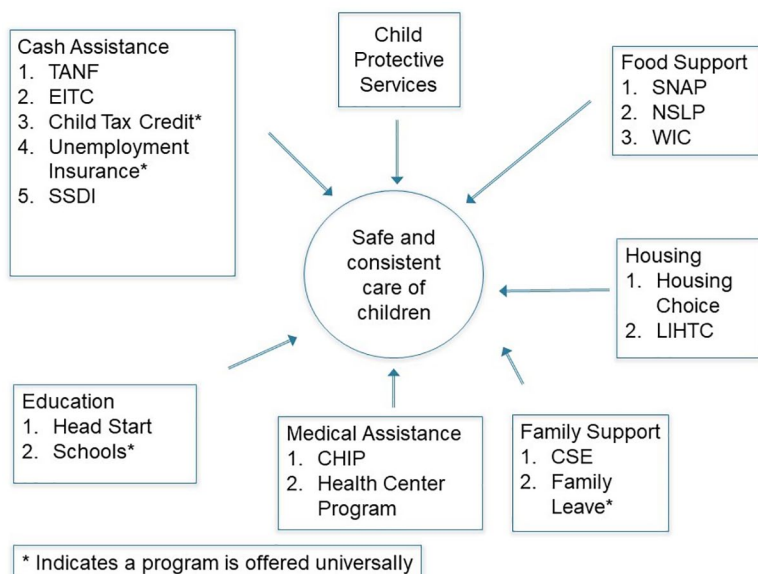 Cash Assistance
1. TANF
2. EITC
3. Child Tax Credit*
4. Unemployment
Insurance*
5. SSDI
Child
Protective
Services
Food Support
1. SNAP
2. NSLP
3. WIC
Safe and
consistent
care of
children
Housing
1. Housing
Choice
2. LIHTC
Education
1. Head Start
2. Schools*
Medical Assistance
1. CHIP
2. Health Center
Program
Family Support
1. CSE
2. Family
Leave*
* Indicates a program is offered universally